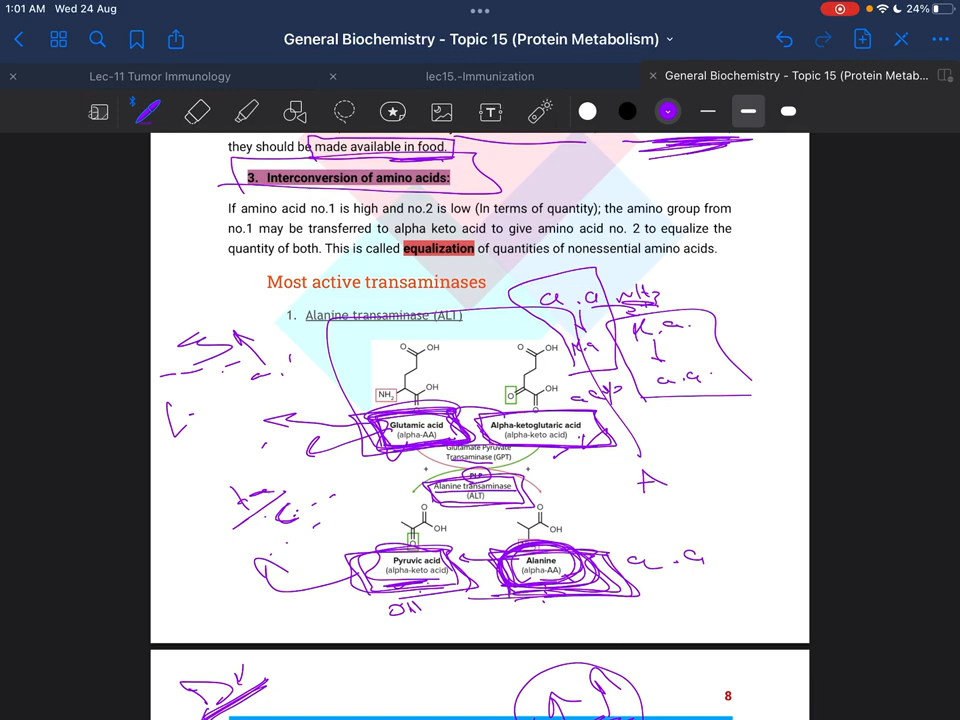 1:01 AM Wed 24 Aug
24%
General Biochemistry - Topic 15 (Protein Metabolism)
Lec-11 Tumor Immunology
lec15.-Immunization
General Biochemistry - Topic 15 (Protein Metab...
they should be made available in food.
3. Interconversion of amino acids:
If amino acid no.1 is high and no.2 is low (In terms of quantity); the amino group from
no.1 may be transferred to alpha keto acid to give amino acid no. 2 to equalize the
quantity of both. This is called equalization of quantities of nonessential amino acids.
Most active transaminases
a.a
NH2
1. Alanine transaminase (ALT)
K.a.
K.a
O OH O OH
a.a.
NH2 OH O OH
O O
Glutamic acid
(alpha-AA)
Alpha-ketoglutaric acid
(alpha-keto acid)
Glutamate Pyruvate
Transaminase (GPT)
+ PLP +
Alanine transaminase
(ALT)
A
O O
OH OH
O
Pyruvic acid
(alpha-keto acid)
Alanine
(alpha-AA)
a.a
OH
8